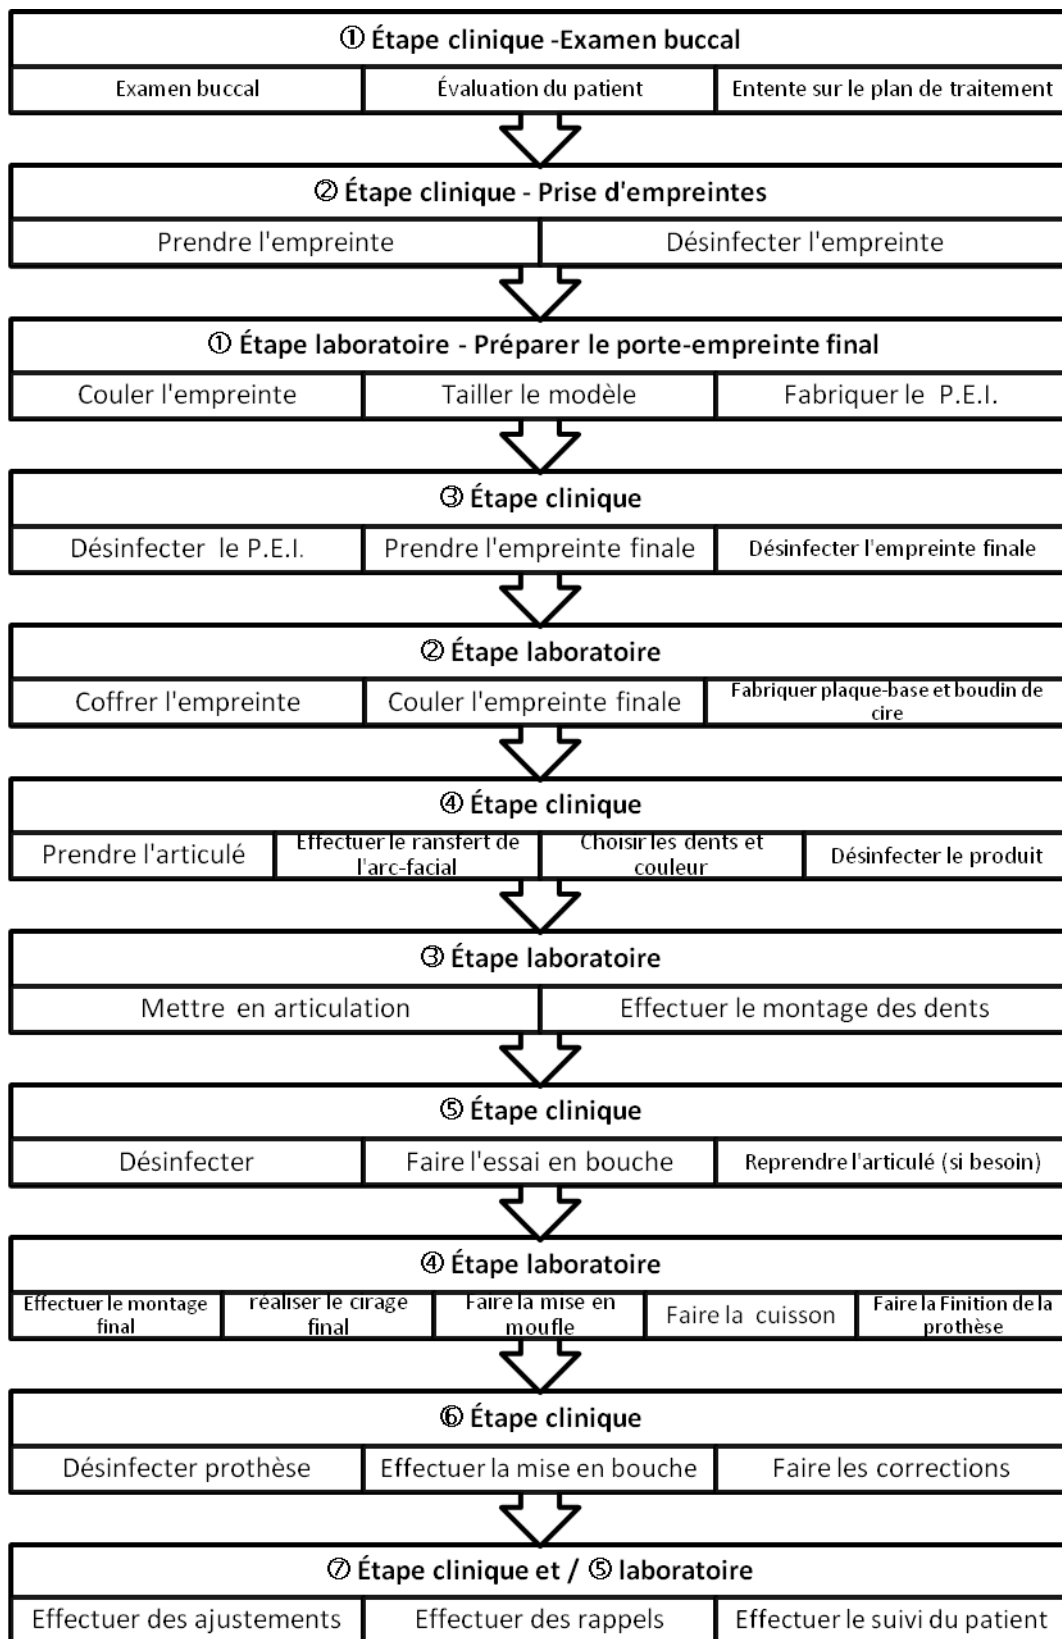 ① Étape clinique -Examen buccal
Examen buccal
Évaluation du patient
Entente sur le plan de traitement
② Étape clinique - Prise d'empreintes
Prendre l'empreinte
Désinfecter l'empreinte
① Étape laboratoire - Préparer le porte-empreinte final
Couler l'empreinte
Tailler le modèle
Fabriquer le P.E.I.
③ Étape clinique
Désinfecter le P.E.I.
Prendre l'empreinte finale
Désinfecter l'empreinte finale
② Étape laboratoire
Coffrer l'empreinte
Couler l'empreinte finale
Fabriquer plaque-base et boudin de
cire
④ Étape clinique
Prendre l'articulé
Effectuer le ransfert de
l'arc-facial
Choisir les dents et
couleur
Désinfecter le produit
③ Étape laboratoire
Mettre en articulation
Effectuer le montage des dents
⑤ Étape clinique
Désinfecter
Faire l'essai en bouche
Reprendre l'articulé (si besoin)
④ Étape laboratoire
Effectuer le montage
final
réaliser le cirage
final
Faire la mise en
moufle
Faire la cuisson
Faire la Finition de la
prothèse
⑥ Étape clinique
Désinfecter prothèse
Effectuer la mise en bouche
Faire les corrections
⑦ Étape clinique et / ⑤ laboratoire
Effectuer des ajustements
Effectuer des rappels
Effectuer le suivi du patient